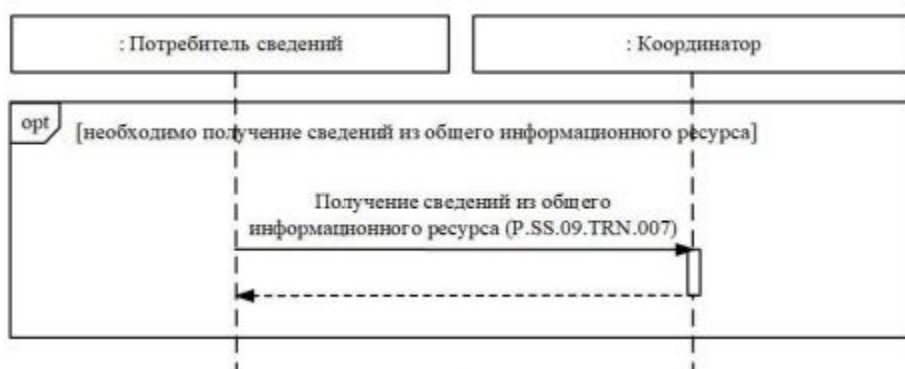 : Потребитель сведений
: Координатор
opt
[необходимо получение сведений из общего информационного ресурса]
Получение сведений из общего
информационного ресурса (P.SS.09.TRN.007)